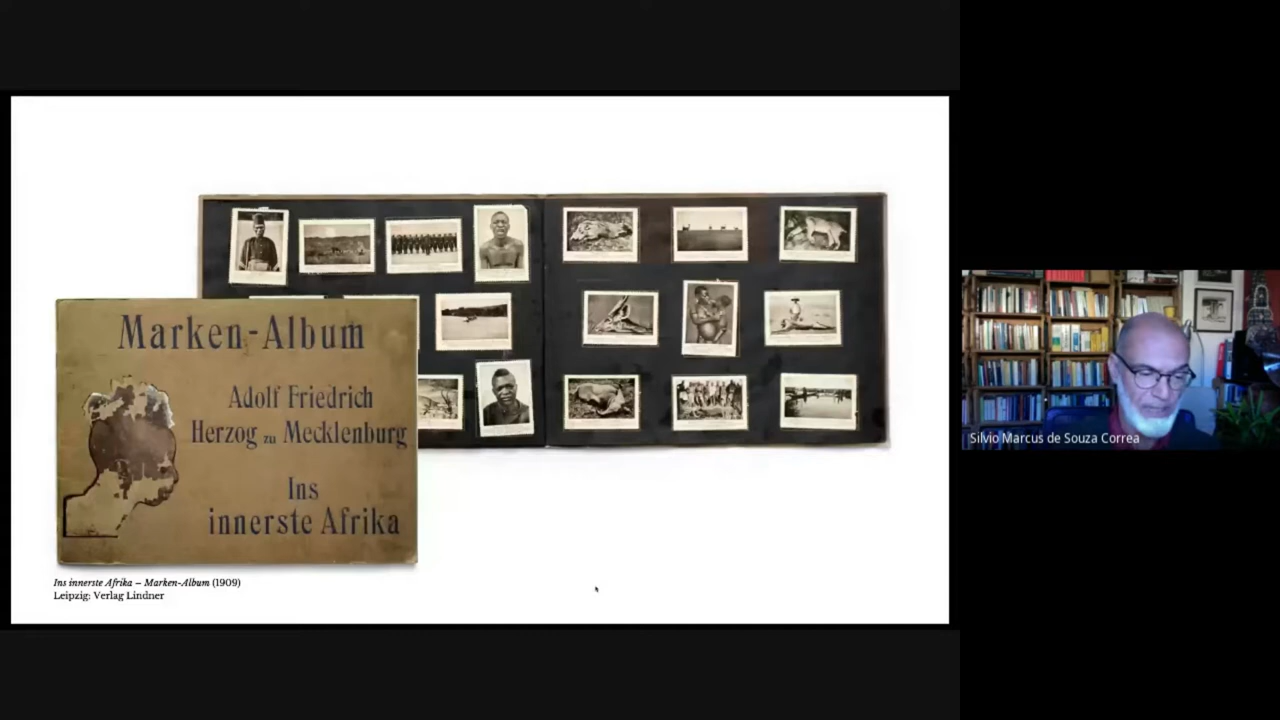 Marken-Album
Adolf Friedrich
Herzog zu Mecklenburg
Ins
innerste Afrika
Ins innerste Afrika – Marken-Album (1909)
Leipzig: Verlag Lindner
Silvio Marcus de Souza Correa